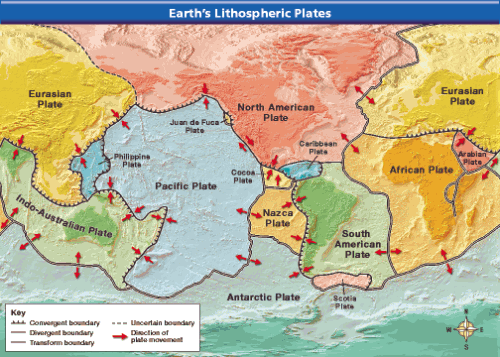 Earth's Lithospheric Plates
Eurasian
Plate
North American
Plate
Eurasian
Plate
Juan de Fuca
Plate
Caribbean
Plate
Philippine
Plate
Cocos
Plate
Arabian
Plate
African Plate
Pacific Plate
Indo-Australian Plate
Nazca
Plate
South
American
Plate
Antarctic Plate
Scotia
Plate
Key
Convergent boundary
Divergent boundary
Transform boundary
Uncertain boundary
Direction of
plate movement
N
W
E
S